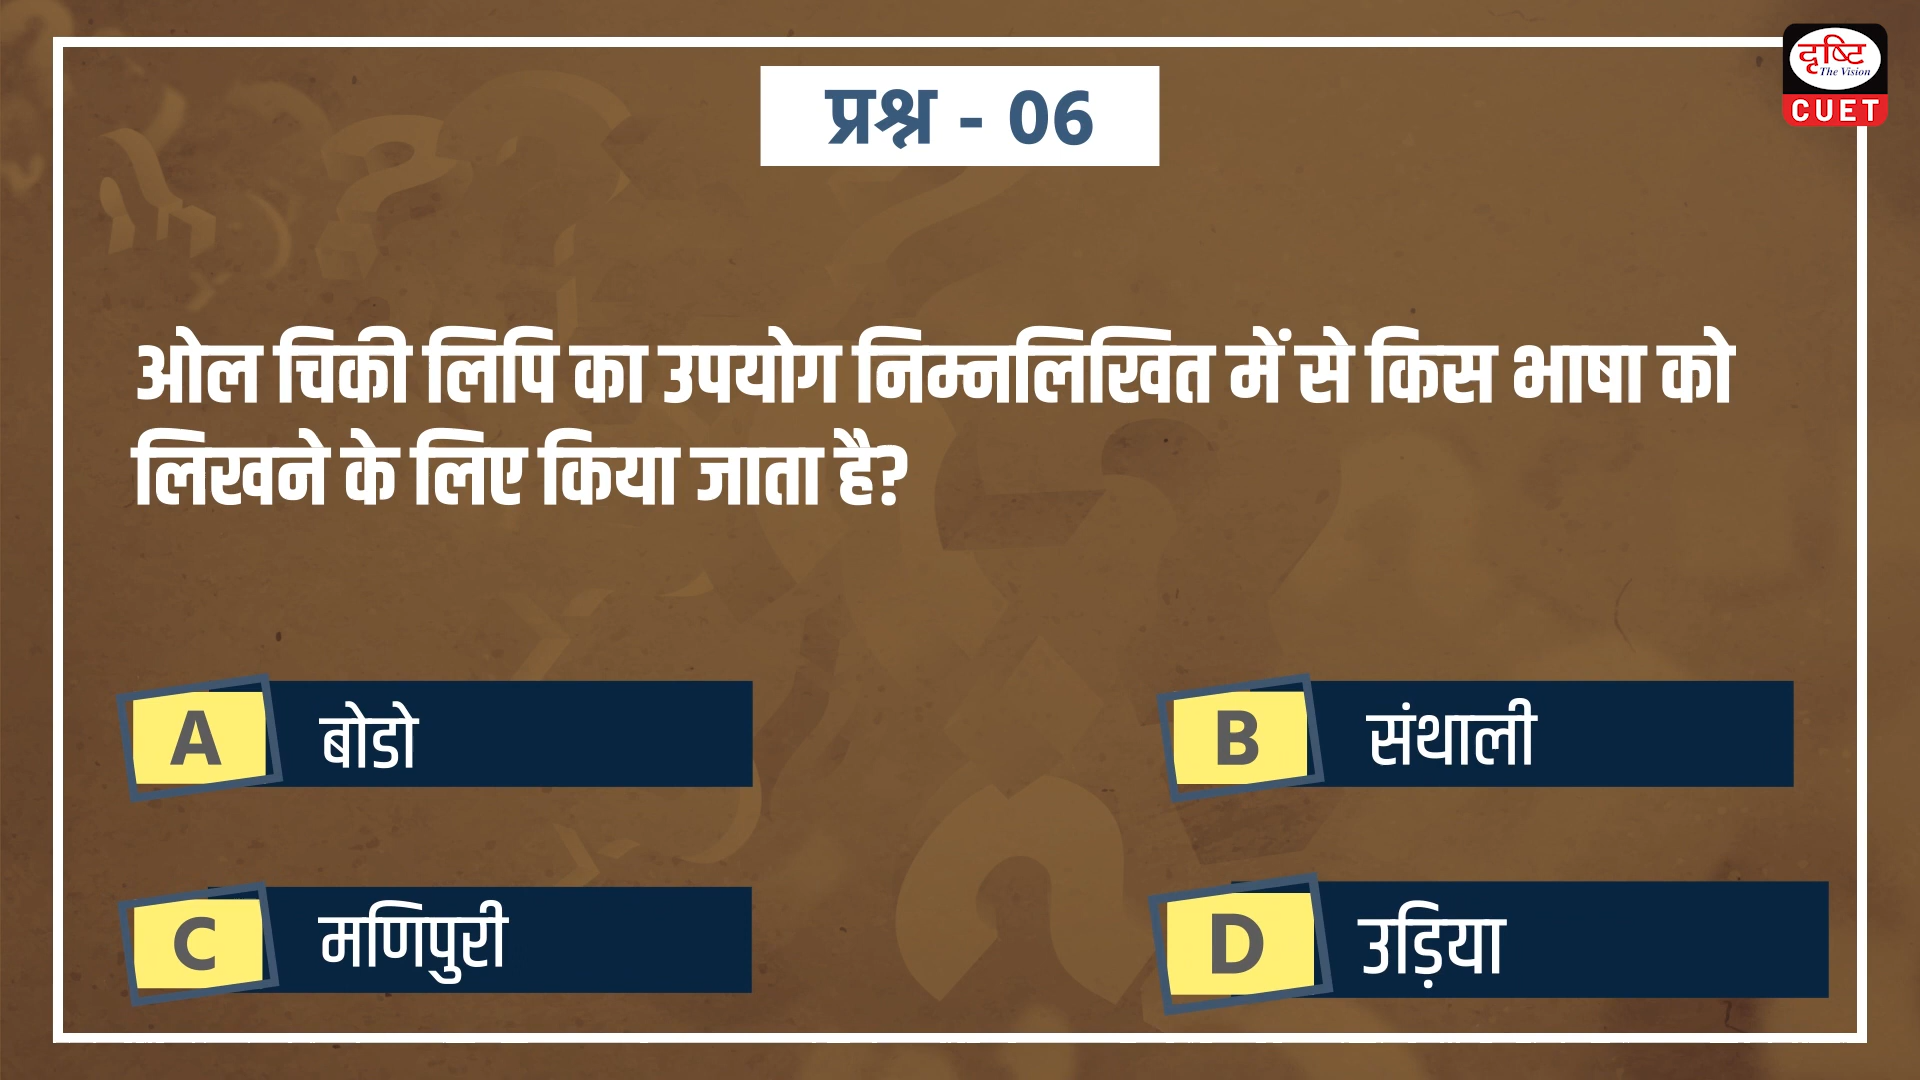 दृष्टि
The Vision
CUET
प्रश्न - 06
ओल चिकी लिपि का उपयोग निम्नलिखित में से किस भाषा को
लिखने के लिए किया जाता है?
A बोडो
B संथाली
C मणिपुरी
D उड़िया